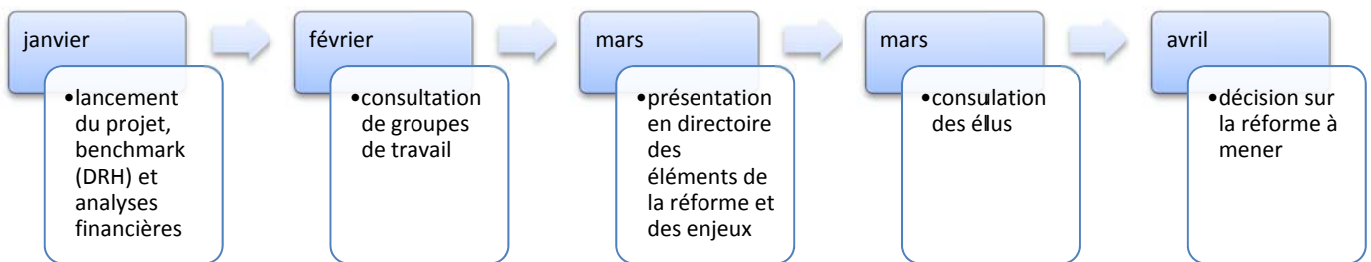 janvier
•lancement
du projet,
benchmark
(DRH) et
analyses
financières
février
•consultation
de groupes
de travail
mars
•présentation
en directoire
des
éléments de
la réforme et
des enjeux
mars
•consulation
des élus
avril
•décision sur
la réforme à
mener